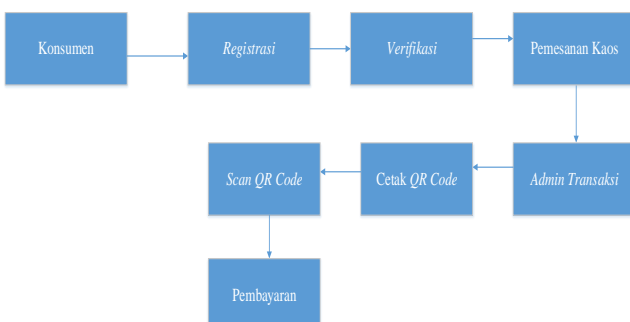 Konsumen
Registrasi
Verifikasi
Pemesanan Kaos
Admin Transaksi
Cetak QR Code
Scan QR Code
Pembayaran